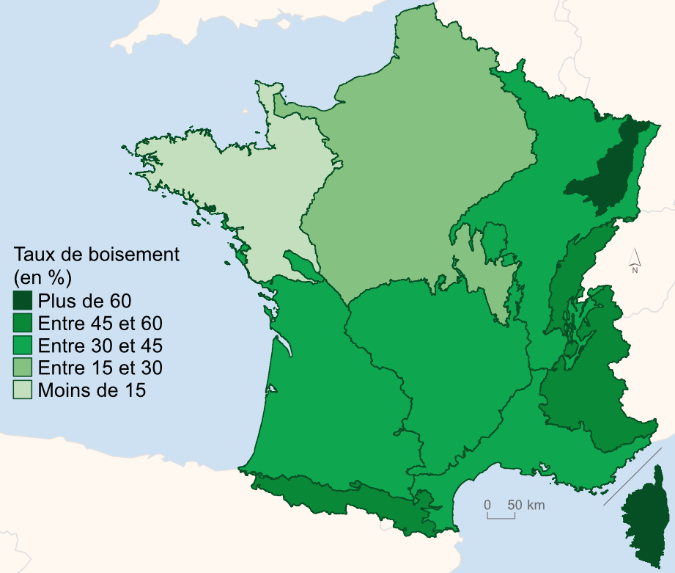 Taux de boisement
(en %)
Plus de 60
Entre 45 et 60
Entre 30 et 45
Entre 15 et 30
Moins de 15
N
0 50 km